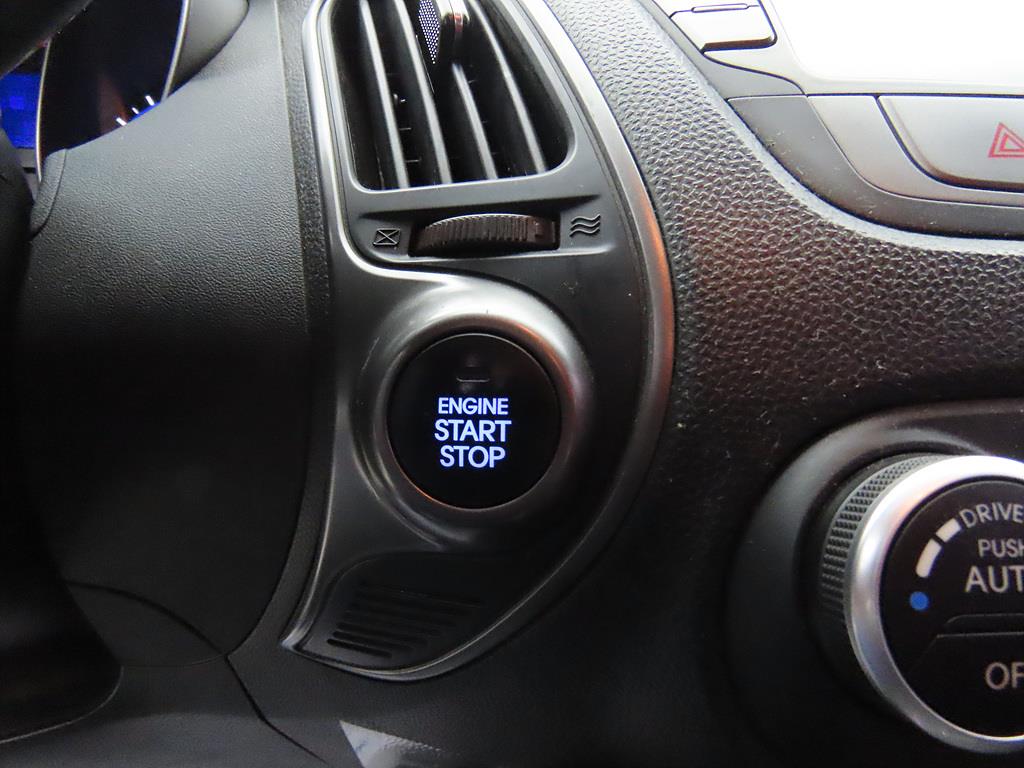 ENGINE
START
STOP
DRIVE
PUSH
AUT
OF